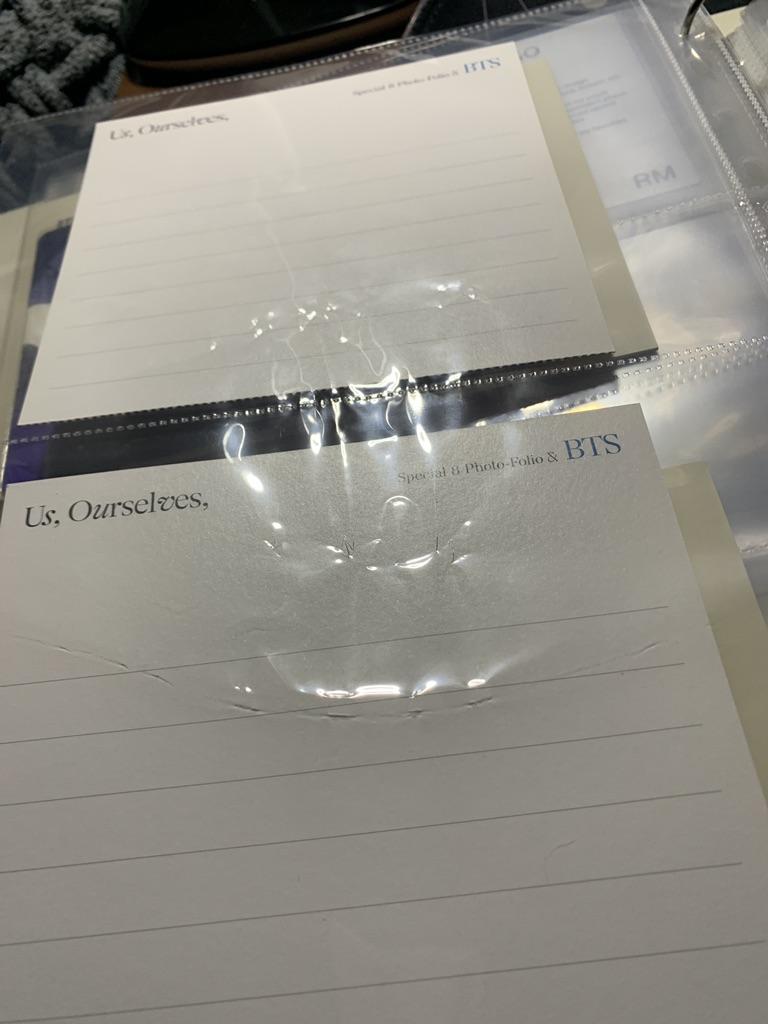 Us, Ourselves,
Special 8 Photo-Folio & BTS
RM
Us, Ourselves,
Special 8 Photo-Folio & BTS